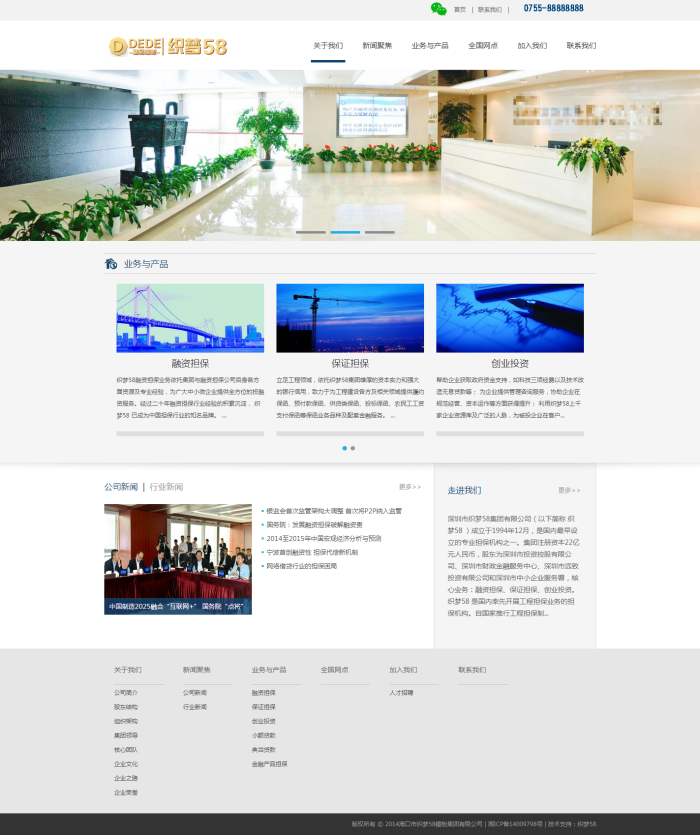 首页 | 联系我们 | 0755-88888888
DEDE 织梦58
关于我们 新闻聚焦 业务与产品 全国网点 加入我们 联系我们
业务与产品
融资担保 保证担保 创业投资
织梦58融资担保业务依托集团与融资担保公司自身各方
面资源及专业经验，为广大中小微企业提供全方位的投融
资服务。经过二十年融资担保行业经验的积累沉淀， 织
梦58 已成为中国担保行业的知名品牌。 ...
立足工程领域，依托织梦58集团雄厚的资本实力和强大
的银行信用，致力于为工程建设各方及相关领域提供履约
保函、预付款保函、供货类保函、投标保函、农民工工资
支付保函等保函业务品种及配套金融服务。 ...
帮助企业获取政府资金支持，如科技三项经费以及技术改
造无息贷款等； 为企业提供管理咨询服务，协助企业在
规范经营、资本运作等方面获得提升； 利用织梦58上千
家企业资源库及广泛的人脉，为被投企业在客户...
公司新闻 | 行业新闻 更多>>
中国制造2025融合“互联网+” 国务院“点将”
银监会首次监管架构大调整 首次将P2P纳入监管
国务院：发展融资担保破解融资贵
2014至2015年中国宏观经济分析与预测
宁波首创融资性 担保代偿新机制
网络借贷行业的担保困局
走进我们 更多>>
深圳市织梦58集团有限公司（以下简称 织
梦58 ）成立于1994年12月，是国内最早设
立的专业担保机构之一。集团注册资本22亿
元人民币，股东为深圳市投资控股有限公
司、深圳市财政金融服务中心、深圳市远致
投资有限公司和深圳市中小企业服务署，核
心业务：融资担保、保证担保、创业投资。
织梦58 是国内率先开展工程担保业务的担
保机构。自国家推行工程担保制...
关于我们 新闻聚焦 业务与产品 全国网点 加入我们 联系我们
公司简介 公司新闻 融资担保 人才招聘
股东结构 行业新闻 保证担保
组织架构 创业投资
集团领导 小额贷款
核心团队 典当贷款
企业文化 金融产品担保
企业之路
企业荣誉
版权所有 © 2014海口市织梦58模板集团有限公司 | 湘ICP备14009798号 | 技术支持：织梦58